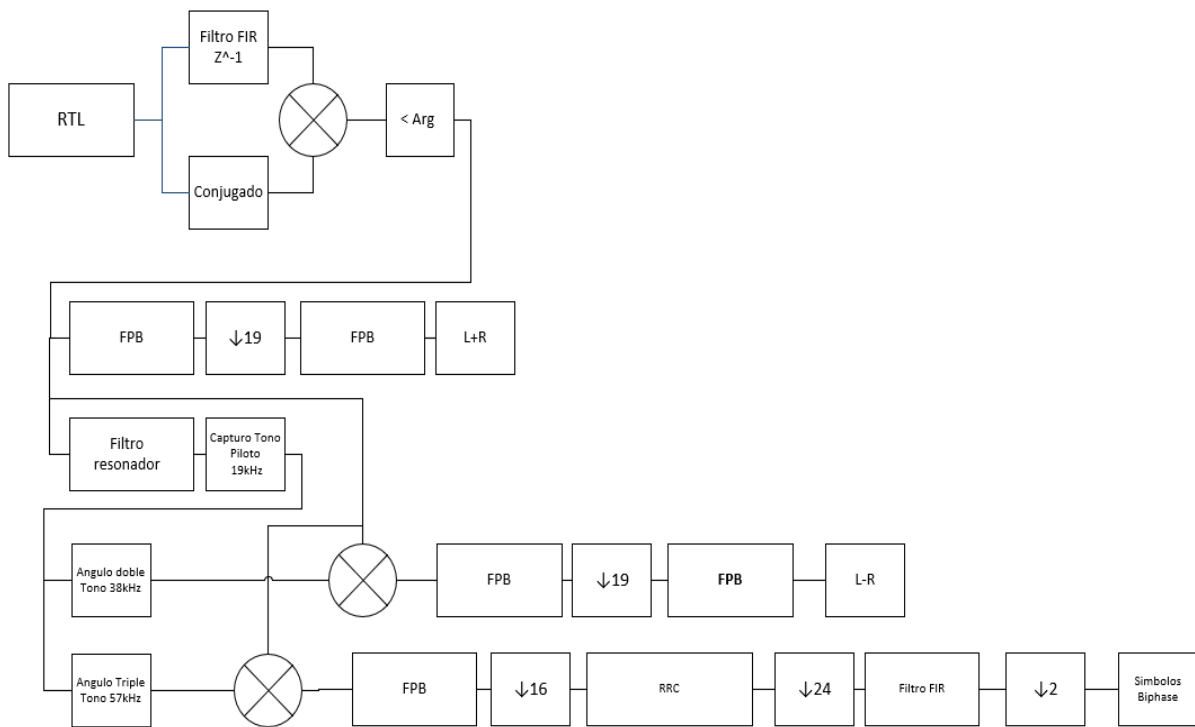 Filtro FIR
Z^-1
RTL
< Arg
Conjugado
FPB
↓19
FPB
L+R
Filtro
resonador
Capturo Tono
Piloto
19kHz
Angulo doble
Tono 38kHz
FPB
↓19
FPB
L-R
Angulo Triple
Tono 57kHz
FPB
↓16
RRC
↓24
Filtro FIR
↓2
Simbolos
Biphase